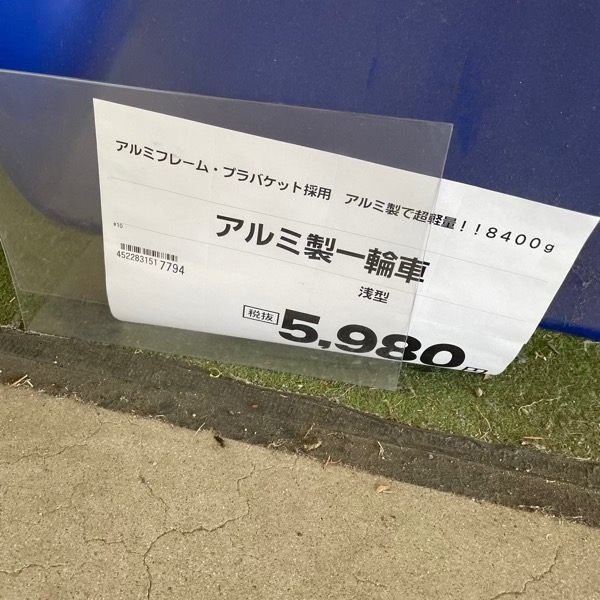 アルミフレーム・プラバケット採用　アルミ製で超軽量！！8400g
#10
アルミ製一輪車
4522831517794
浅型
税抜 5,980円